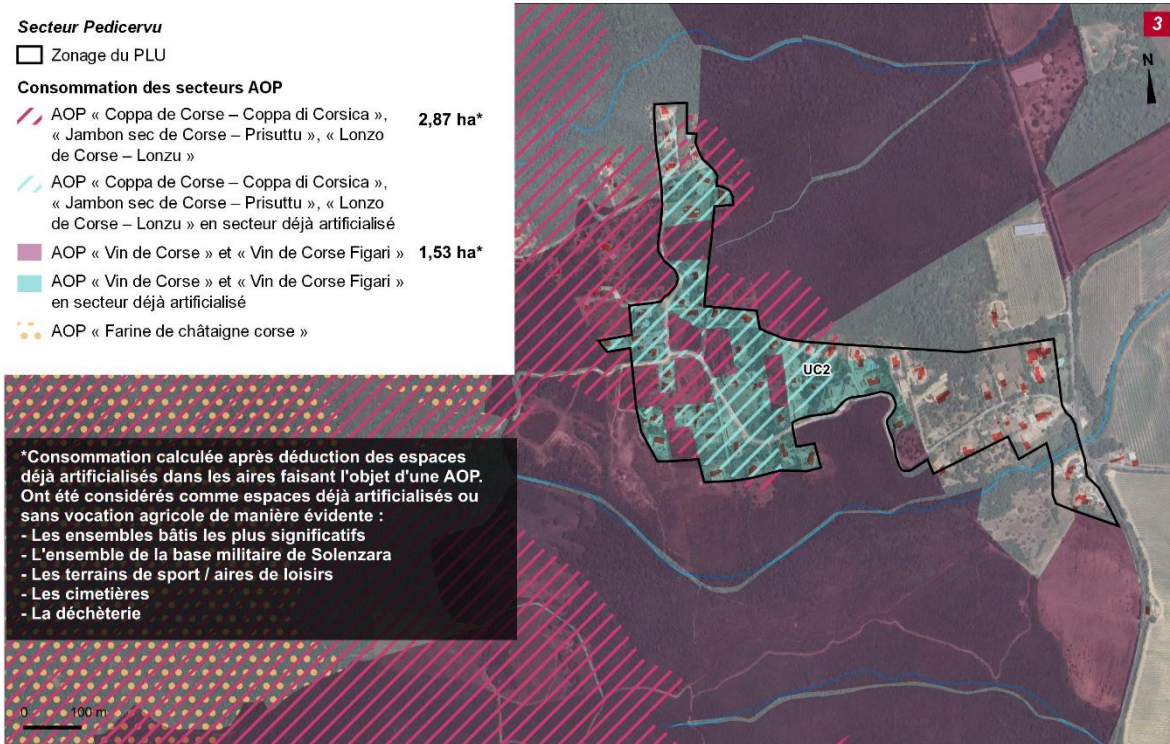 Secteur Pedicervu
Zonage du PLU
Consommation des secteurs AOP
AOP « Coppa de Corse – Coppa di Corsica »,
« Jambon sec de Corse – Prisuttu », « Lonzo
de Corse – Lonzu »
2,87 ha*
AOP « Coppa de Corse – Coppa di Corsica »,
« Jambon sec de Corse – Prisuttu », « Lonzo
de Corse – Lonzu » en secteur déjà artificialisé
AOP « Vin de Corse » et « Vin de Corse Figari »
1,53 ha*
AOP « Vin de Corse » et « Vin de Corse Figari »
en secteur déjà artificialisé
AOP « Farine de châtaigne corse »
*Consommation calculée après déduction des espaces
déjà artificialisés dans les aires faisant l'objet d'une AOP.
Ont été considérés comme espaces déjà artificialisés ou
sans vocation agricole de manière évidente :
- Les ensembles bâtis les plus significatifs
- L'ensemble de la base militaire de Solenzara
- Les terrains de sport / aires de loisirs
- Les cimetières
- La déchèterie
0 100 m
3
N
UC2